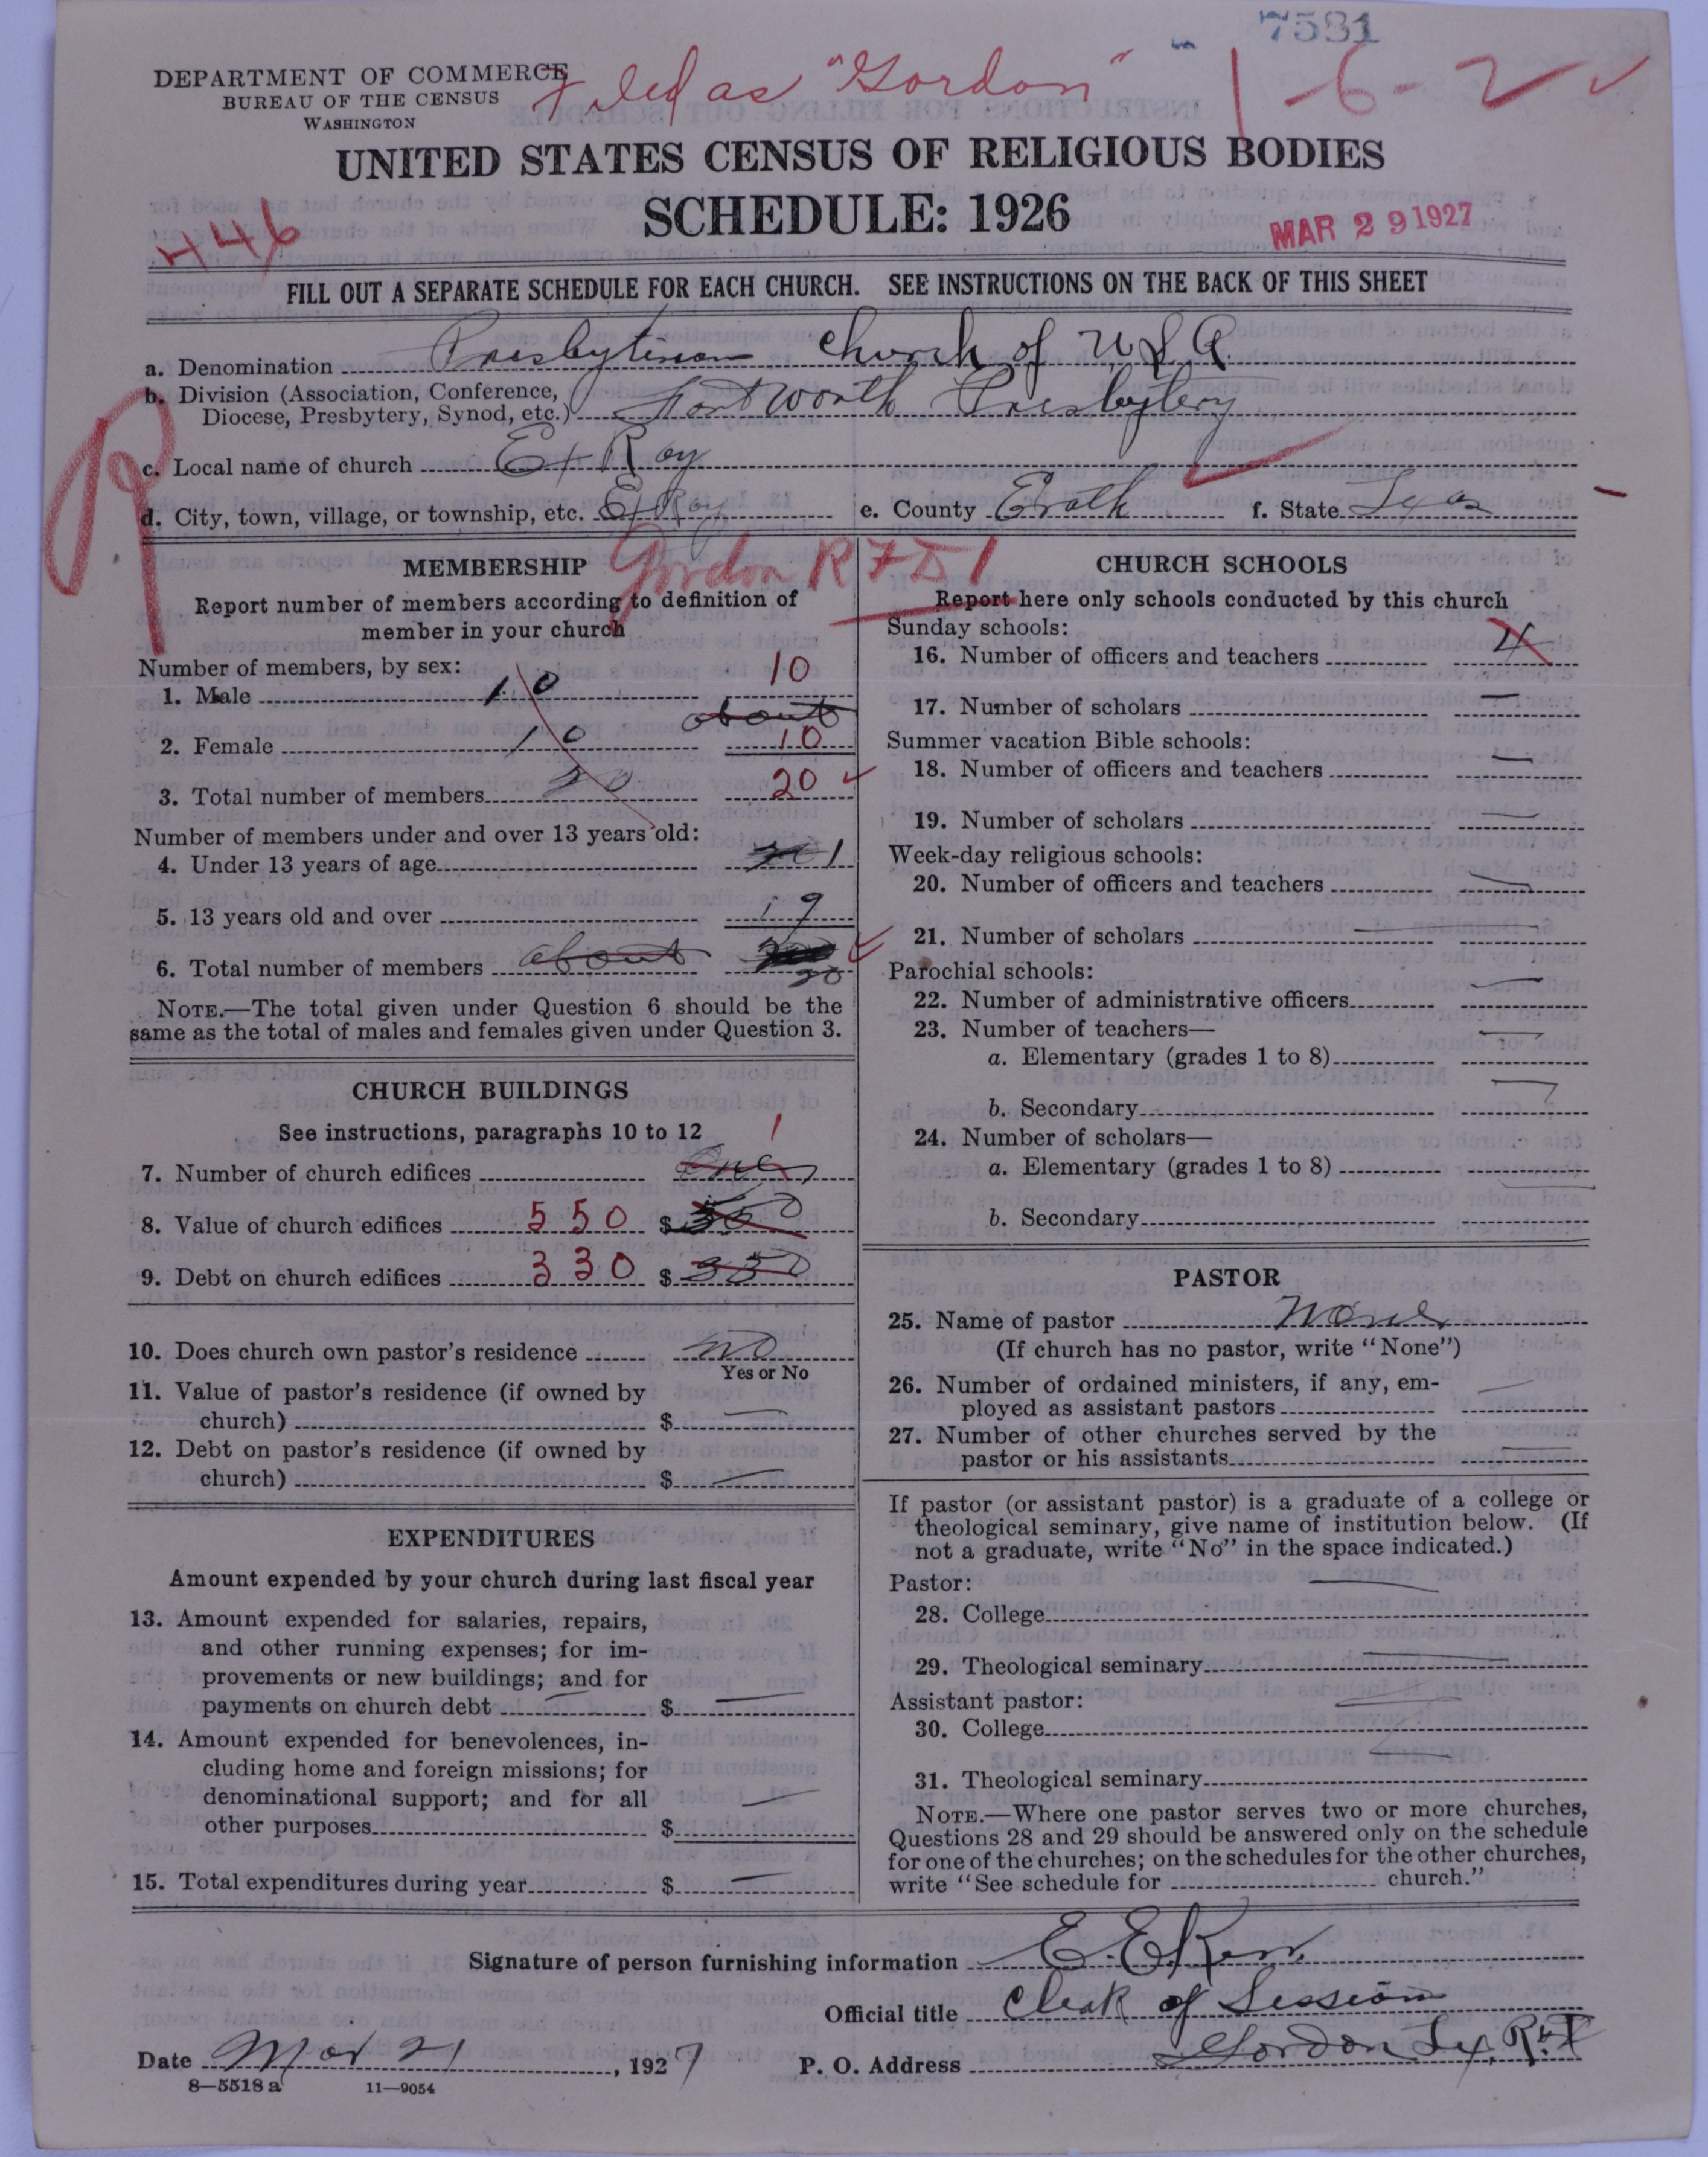 7581
DEPARTMENT OF COMMERCE
BUREAU OF THE CENSUS
WASHINGTON
Filed as "Gordon" 1-6-2 ✓
UNITED STATES CENSUS OF RELIGIOUS BODIES
SCHEDULE: 1926
446
MAR 29 1927
FILL OUT A SEPARATE SCHEDULE FOR EACH CHURCH. SEE INSTRUCTIONS ON THE BACK OF THIS SHEET
a. Denomination Presbyterian Church of U S A
b. Division (Association, Conference,
Diocese, Presbytery, Synod, etc.) Fort Worth Presbytery
c. Local name of church Ex Ray
d. City, town, village, or township, etc. Ex Ray e. County Erath f. State Texas
Gordon R F D 1
MEMBERSHIP
Report number of members according to definition of
member in your church
Number of members, by sex:
1. Male 10 10
about
2. Female 10 10
3. Total number of members 20 20 ✓
Number of members under and over 13 years old:
4. Under 13 years of age 1
5. 13 years old and over 19
6. Total number of members about 20 ✓
NOTE.—The total given under Question 6 should be the
same as the total of males and females given under Question 3.
CHURCH BUILDINGS
See instructions, paragraphs 10 to 12
1
7. Number of church edifices One
8. Value of church edifices 550 $ 550
9. Debt on church edifices 330 $ 330
10. Does church own pastor's residence no
Yes or No
11. Value of pastor's residence (if owned by
church) $ —
12. Debt on pastor's residence (if owned by
church) $ —
EXPENDITURES
Amount expended by your church during last fiscal year
13. Amount expended for salaries, repairs,
and other running expenses; for im-
provements or new buildings; and for
payments on church debt $ —
14. Amount expended for benevolences, in-
cluding home and foreign missions; for
denominational support; and for all
other purposes $ —
15. Total expenditures during year $ —
CHURCH SCHOOLS
Report here only schools conducted by this church
Sunday schools:
16. Number of officers and teachers 4
17. Number of scholars —
Summer vacation Bible schools:
18. Number of officers and teachers —
19. Number of scholars —
Week-day religious schools:
20. Number of officers and teachers —
21. Number of scholars —
Parochial schools:
22. Number of administrative officers —
23. Number of teachers—
a. Elementary (grades 1 to 8) —
b. Secondary —
24. Number of scholars—
a. Elementary (grades 1 to 8)
b. Secondary —
PASTOR
25. Name of pastor None
(If church has no pastor, write "None")
26. Number of ordained ministers, if any, em-
ployed as assistant pastors —
27. Number of other churches served by the
pastor or his assistants —
If pastor (or assistant pastor) is a graduate of a college or
theological seminary, give name of institution below. (If
not a graduate, write "No" in the space indicated.)
Pastor:
28. College —
29. Theological seminary —
Assistant pastor:
30. College —
31. Theological seminary —
NOTE.—Where one pastor serves two or more churches,
Questions 28 and 29 should be answered only on the schedule
for one of the churches; on the schedules for the other churches,
write "See schedule for church."
Signature of person furnishing information E. E.
Official title Clerk of Session
Date Mar 21, 1927 P. O. Address Gordon Tex, R#1
8—5518 a 11—9054